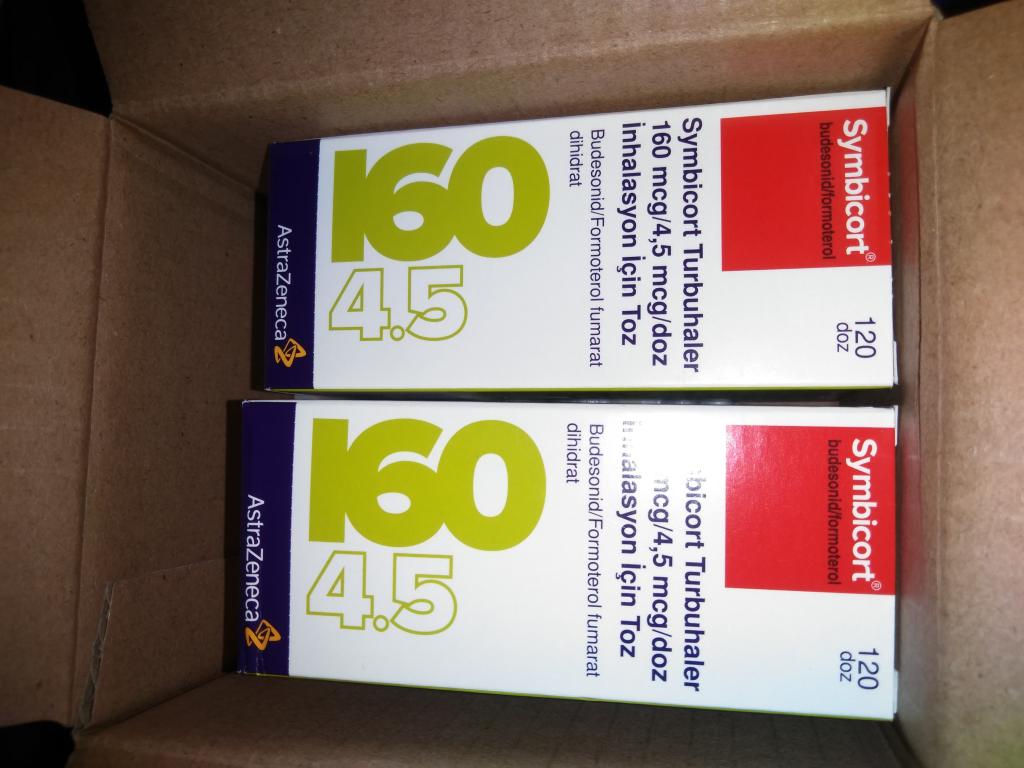 Symbicort®
budesonid/formoterol
120
doz
Symbicort Turbuhaler
160 mcg/4,5 mcg/doz
İnhalasyon İçin Toz
Budesonid/Formoterol fumarat
dihidrat
160
4.5
AstraZeneca
Symbicort®
budesonid/formoterol
120
doz
Turbuhaler
mcg/4,5 mcg/doz
İnhalasyon İçin Toz
Budesonid/Formoterol fumarat
dihidrat
160
4.5
AstraZeneca